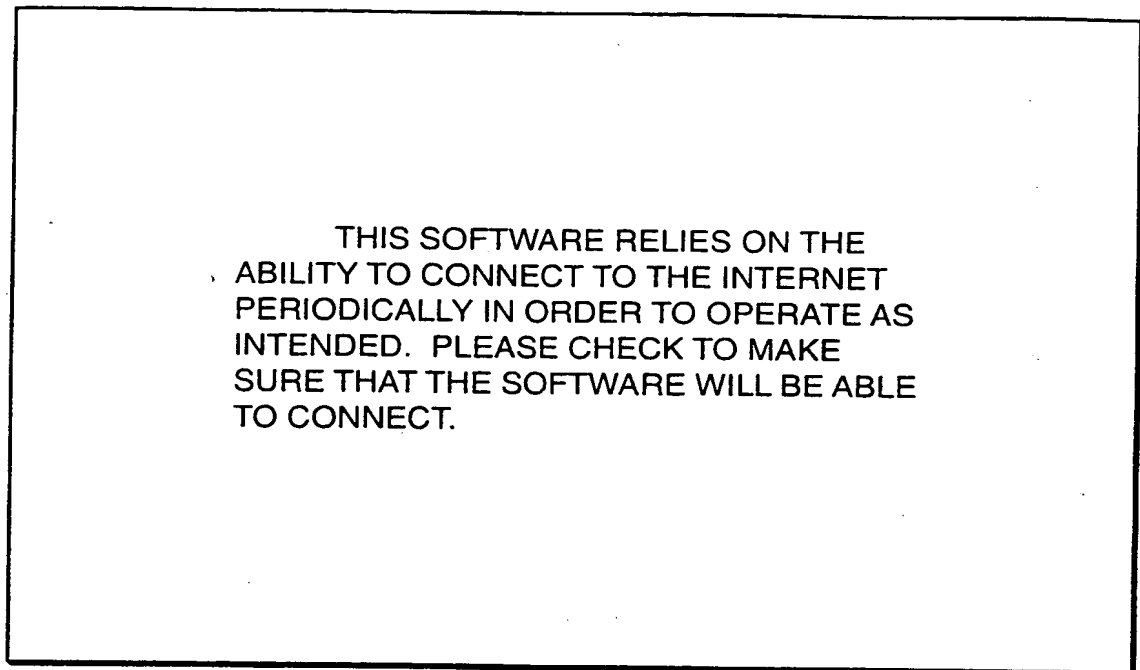 THIS SOFTWARE RELIES ON THE
ABILITY TO CONNECT TO THE INTERNET
PERIODICALLY IN ORDER TO OPERATE AS
INTENDED.  PLEASE CHECK TO MAKE
SURE THAT THE SOFTWARE WILL BE ABLE
TO CONNECT.